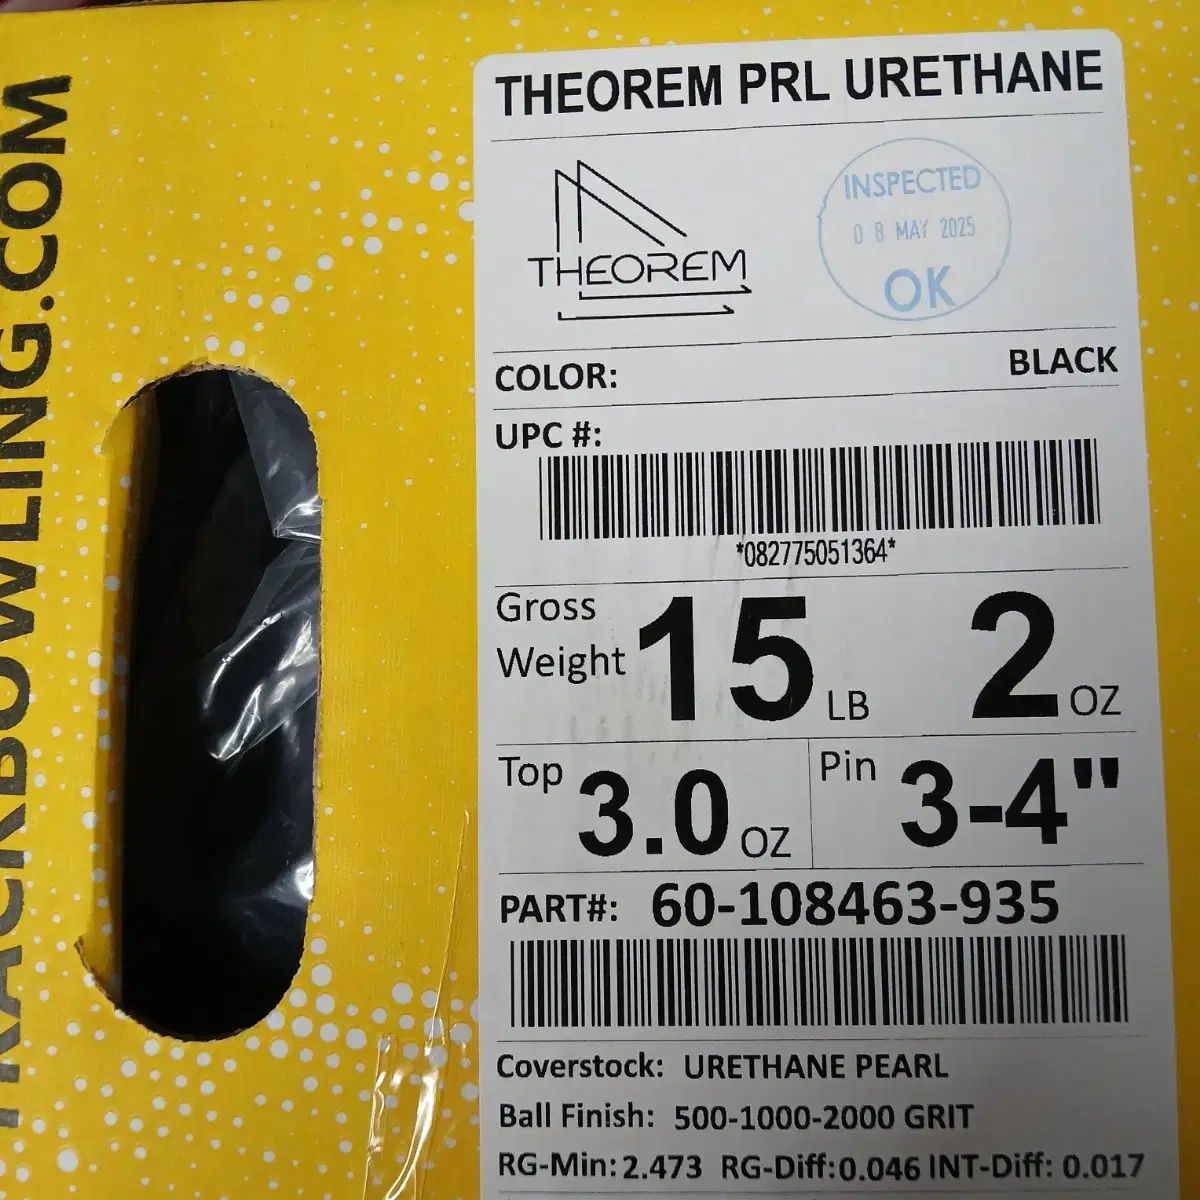 TRACKBOWLING.COM
THEOREM PRL URETHANE
THEOREM
INSPECTED
08 MAY 2025
OK
COLOR: BLACK
UPC #:
*082775051364*
Gross Weight 15 LB 2 OZ
Top 3.0 OZ Pin 3-4"
PART#: 60-108463-935
Coverstock: URETHANE PEARL
Ball Finish: 500-1000-2000 GRIT
RG-Min: 2.473 RG-Diff: 0.046 INT-Diff: 0.017